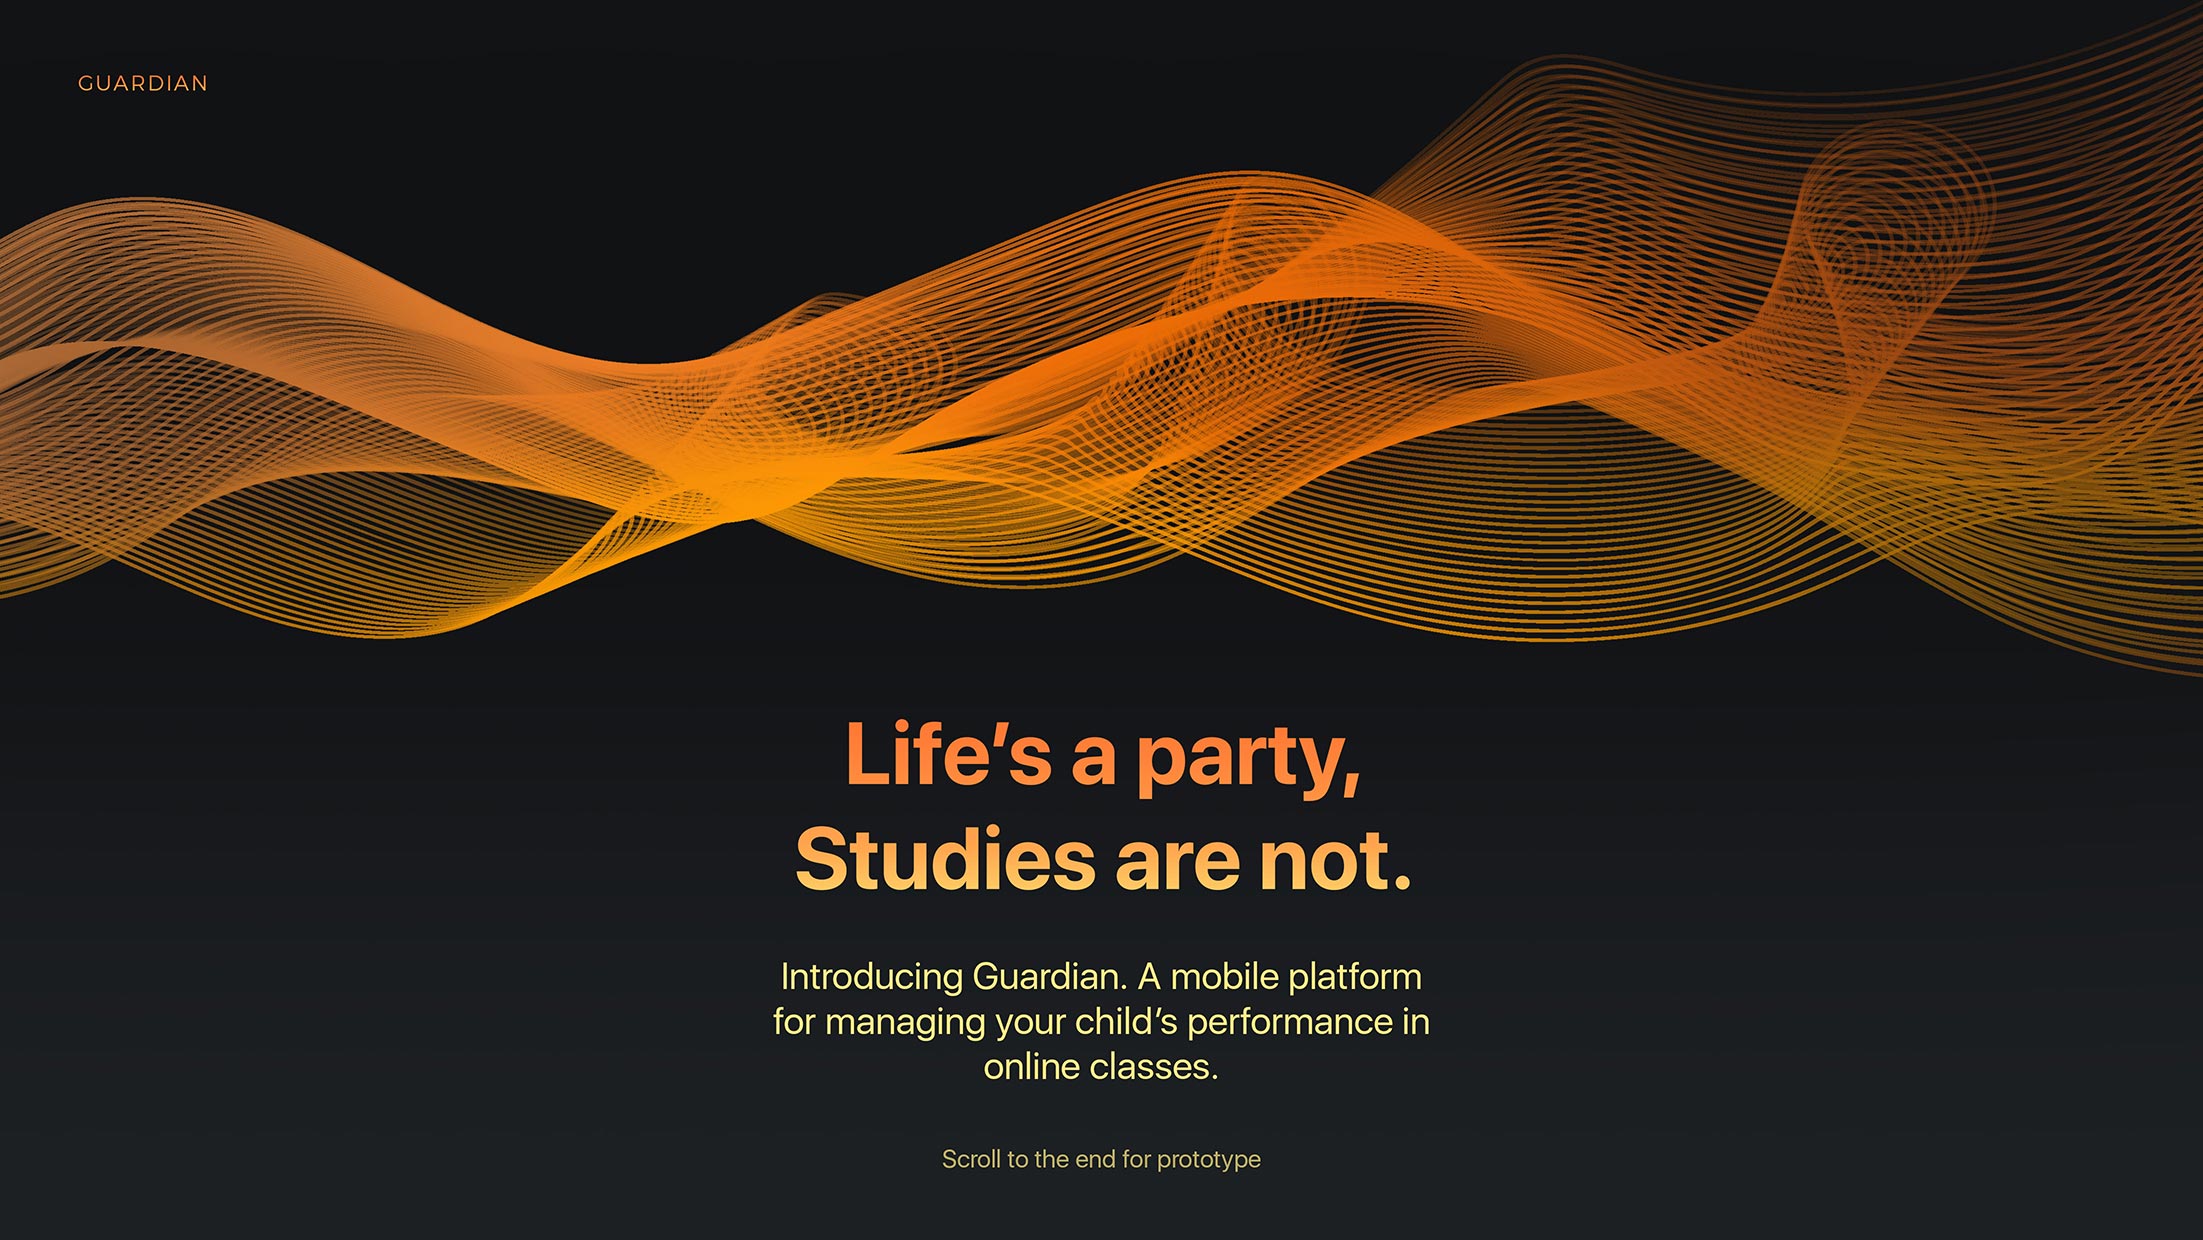 GUARDIAN
Life’s a party,
Studies are not.
Introducing Guardian. A mobile platform
for managing your child’s performance in
online classes.
Scroll to the end for prototype